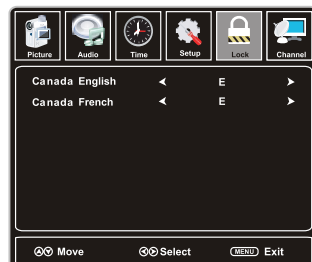 Picture Audio Time Setup Lock Channel
Canada English E
Canada French E
Move Select MENU Exit